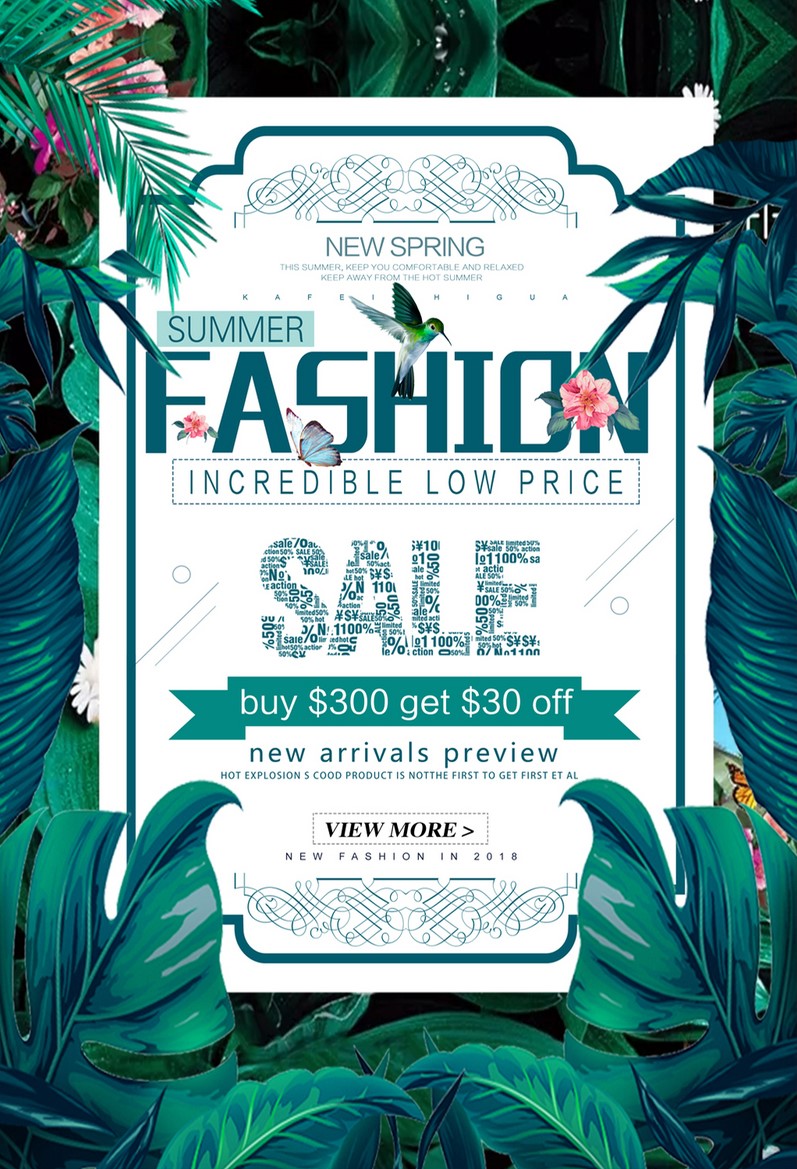 NEW SPRING
THIS SUMMER, KEEP YOU COMFORTABLE AND RELAXED
KEEP AWAY FROM THE HOT SUMMER
K A F E I H I G U A
SUMMER
FASHION
INCREDIBLE LOW PRICE
SALE
buy $300 get $30 off
new arrivals preview
HOT EXPLOSION S COOD PRODUCT IS NOTTHE FIRST TO GET FIRST ET AL
VIEW MORE >
NEW FASHION IN 2018